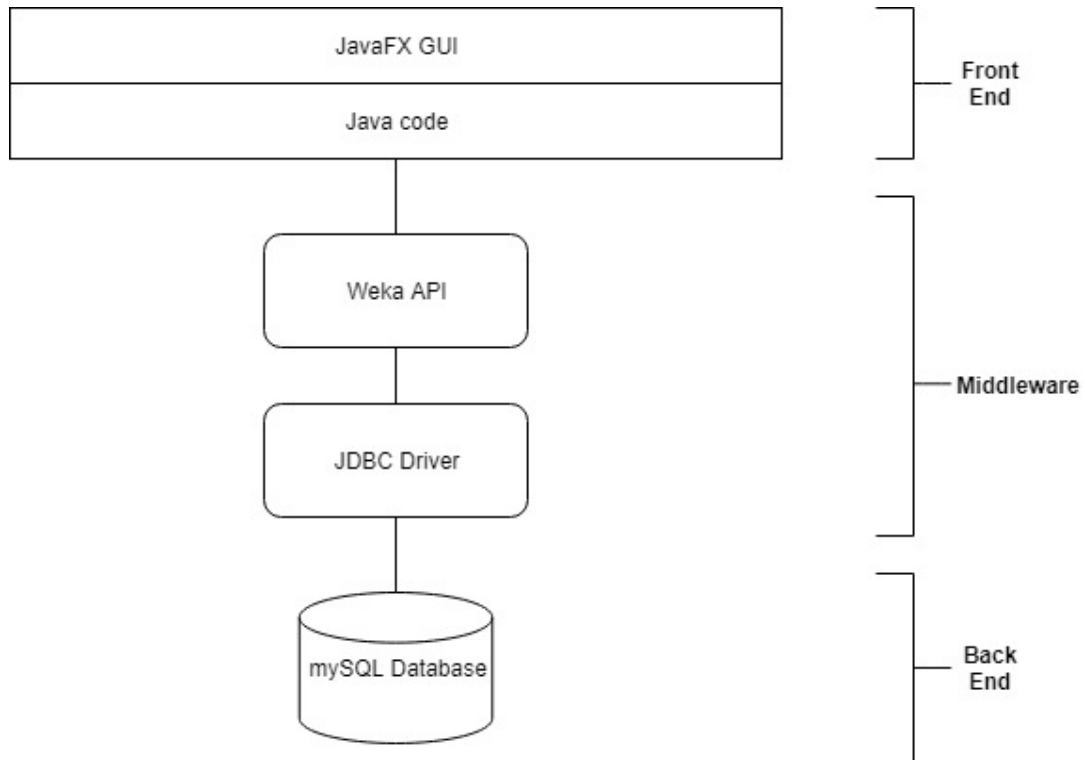 JavaFX GUI
Java code
Front
End
Weka API
Middleware
JDBC Driver
mySQL Database
Back
End